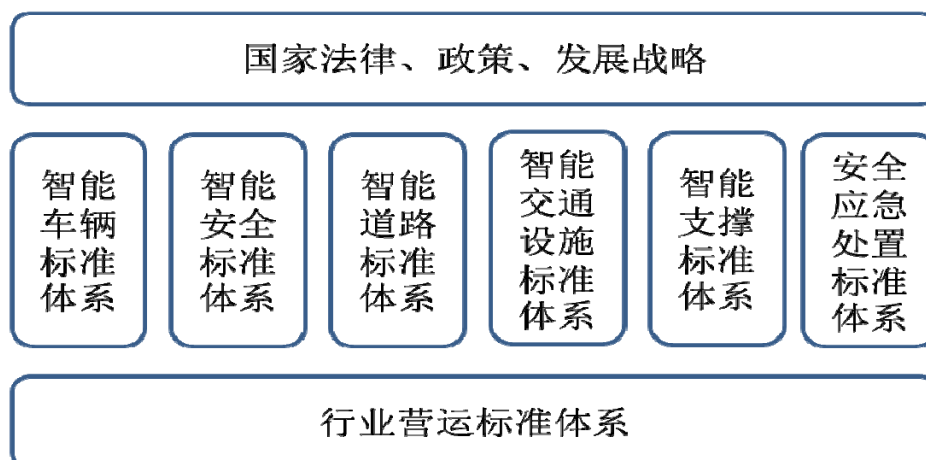 国家法律、政策、发展战略
智能
车辆
标准
体系
智能
安全
标准
体系
智能
道路
标准
体系
智能
交通
设施
标准
体系
智能
支撑
标准
体系
安全
应急
处置
标准
体系
行业营运标准体系